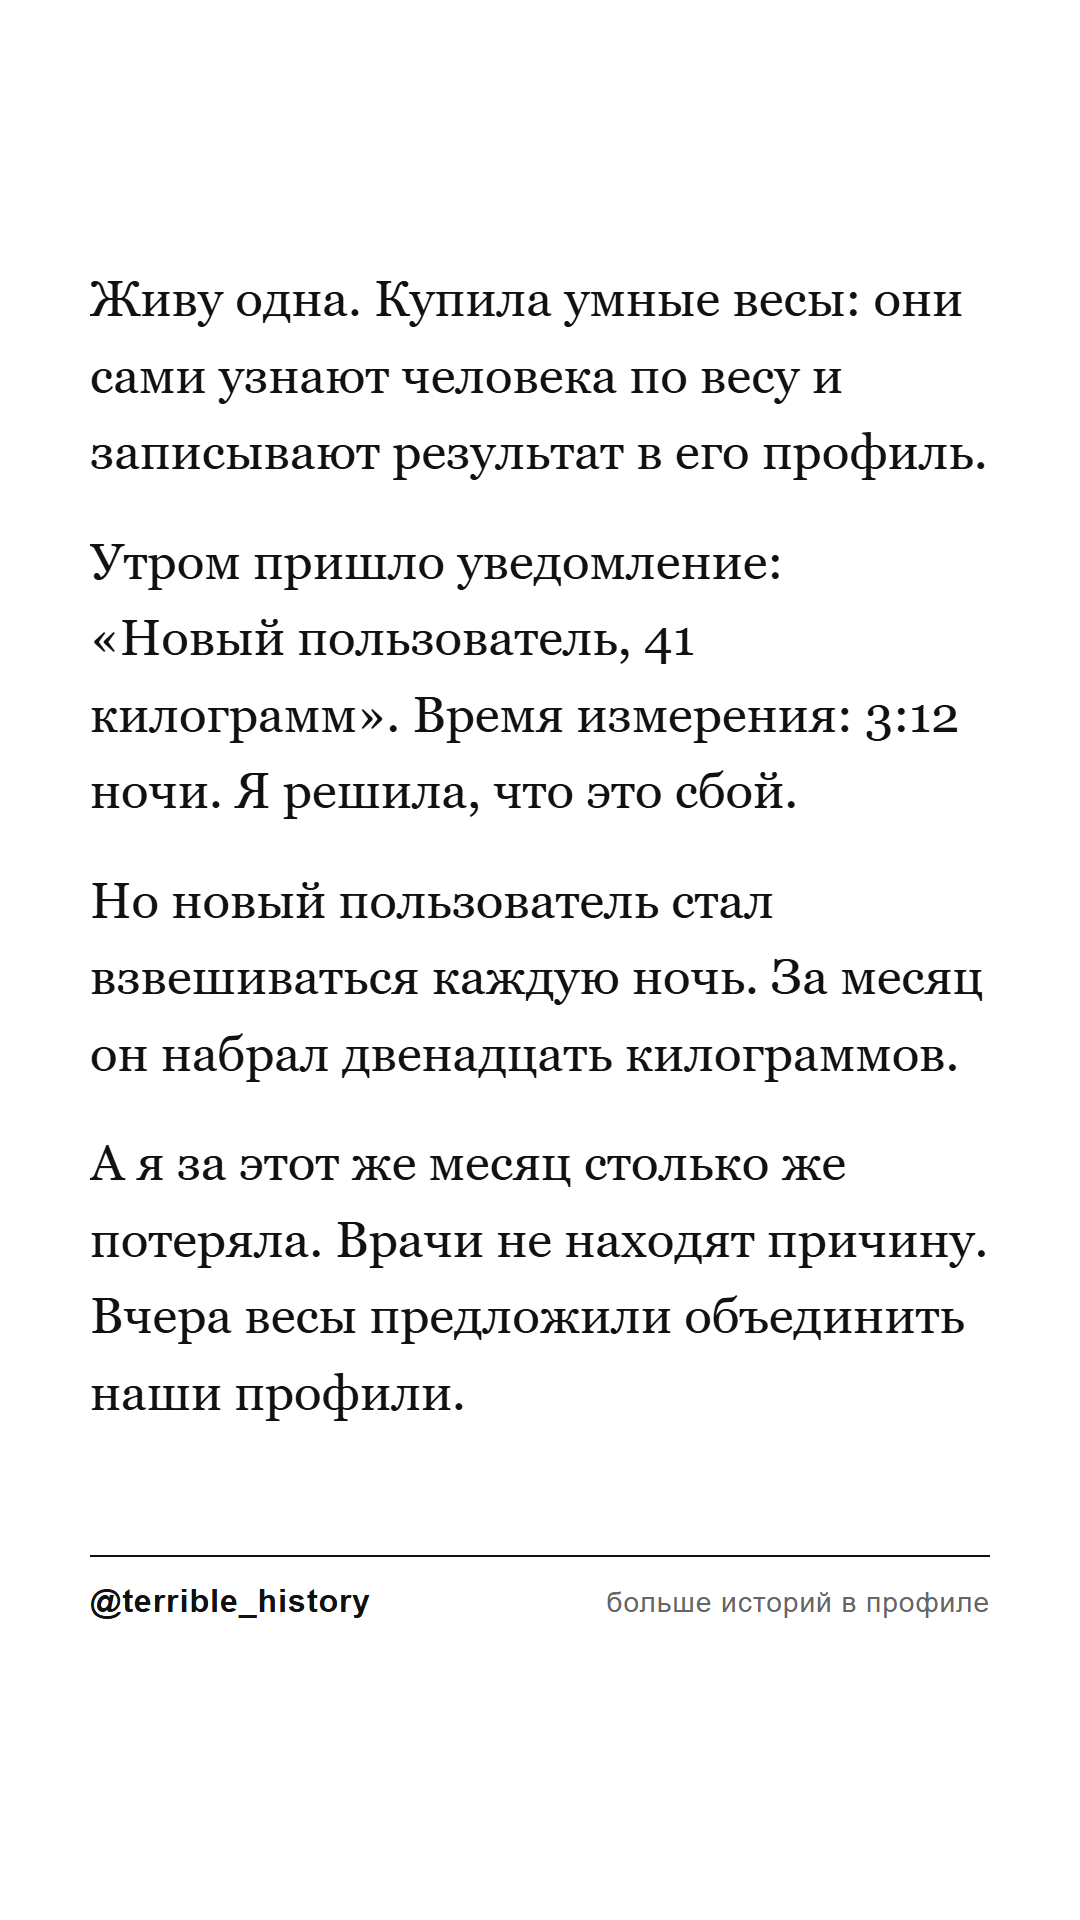 Живу одна. Купила умные весы: они
сами узнают человека по весу и
записывают результат в его профиль.
Утром пришло уведомление:
«Новый пользователь, 41
килограмм». Время измерения: 3:12
ночи. Я решила, что это сбой.
Но новый пользователь стал
взвешиваться каждую ночь. За месяц
он набрал двенадцать килограммов.
А я за этот же месяц столько же
потеряла. Врачи не находят причину.
Вчера весы предложили объединить
наши профили.
@terrible_history больше историй в профиле